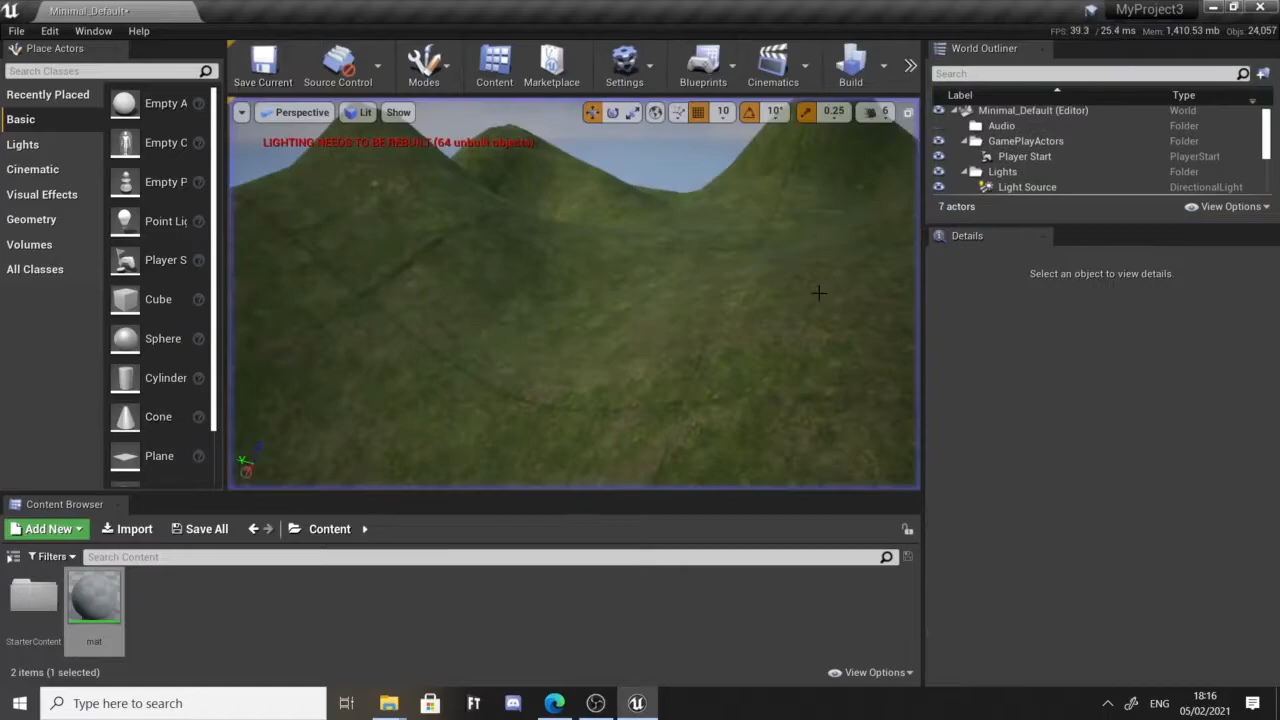 Minimal_Default•
MyProject3
File Edit Window Help
FPS: 39.3 / 25.4 ms Mem: 1,410.53 mb Objs: 24,057
Place Actors
Search Classes
Recently Placed
Basic
Lights
Cinematic
Visual Effects
Geometry
Volumes
All Classes
Empty A
Empty C
Empty P
Point Lig
Player S
Cube
Sphere
Cylinder
Cone
Plane
Save Current Source Control Modes Content Marketplace Settings Blueprints Cinematics Build
Perspective Lit Show 10 10° 0.25 6
LIGHTING NEEDS TO BE REBUILT (64 unbuilt objects)
World Outliner
Search
Label Type
Minimal_Default (Editor) World
Audio Folder
GamePlayActors Folder
Player Start PlayerStart
Lights Folder
Light Source DirectionalLight
7 actors View Options
Details
Select an object to view details.
Content Browser
Add New Import Save All Content
Filters Search Content
StarterContent mat
2 items (1 selected) View Options
Type here to search
ENG
18:16
05/02/2021